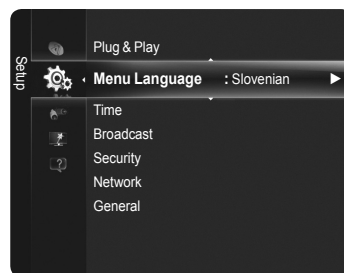 Setup
Plug & Play
Menu Language : Slovenian
Time
Broadcast
Security
Network
General